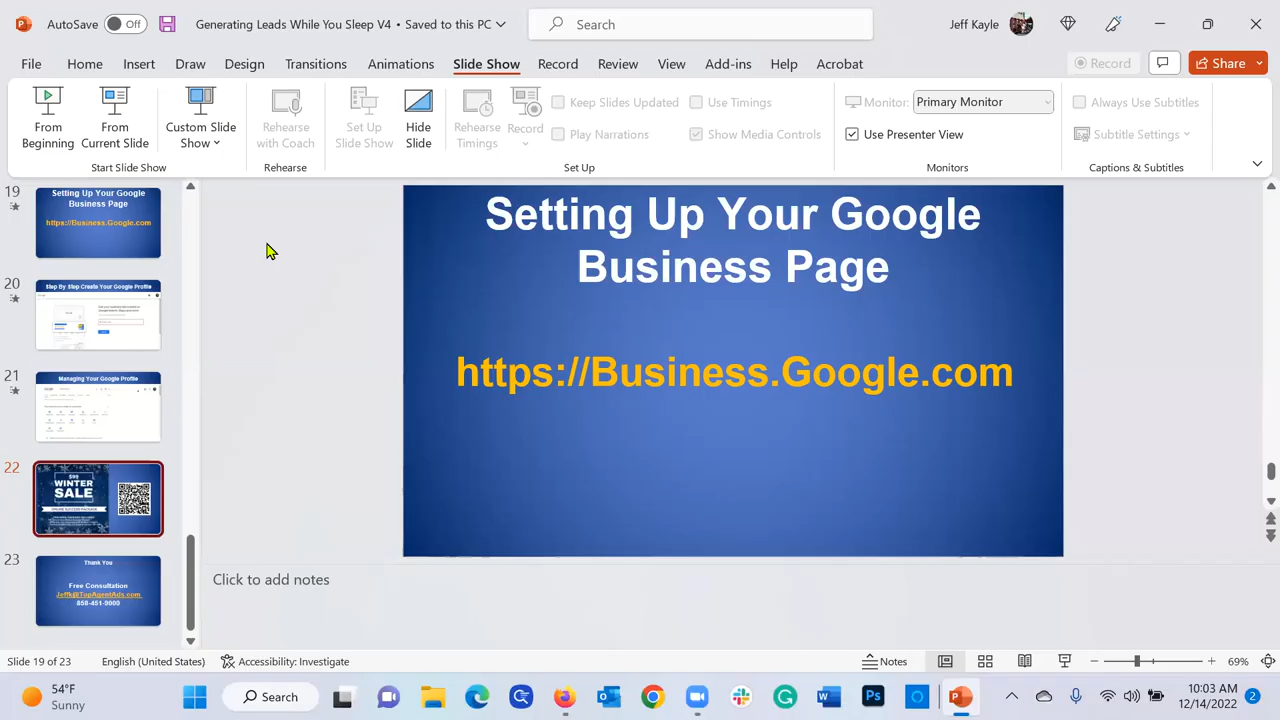 AutoSave Off Generating Leads While You Sleep V4 • Saved to this PC Search Jeff Kayle
File Home Insert Draw Design Transitions Animations Slide Show Record Review View Add-ins Help Acrobat Record Share
From Beginning
From Current Slide
Custom Slide Show
Rehearse with Coach
Set Up Slide Show
Hide Slide
Rehearse Timings
Record
Keep Slides Updated
Play Narrations
Use Timings
Show Media Controls
Monitor: Primary Monitor
Use Presenter View
Always Use Subtitles
Subtitle Settings
Start Slide Show Rehearse Set Up Monitors Captions & Subtitles
19
Setting Up Your Google
Business Page
https://Business.Google.com
20
Step By Step Create Your Google Profile
21
Managing Your Google Profile
22
$99
WINTER
SALE
ONLINE SUCCESS PACKAGE
23
Thank You
Free Consultation
Jeffk@TopAgentAds.com
858-451-9000
Setting Up Your Google
Business Page
https://Business.Google.com
Click to add notes
Slide 19 of 23 English (United States) Accessibility: Investigate Notes 69%
54°F
Sunny
Search
10:03 AM
12/14/2022
2